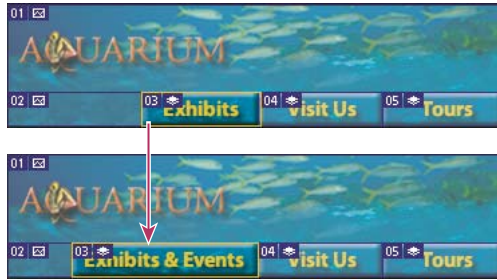 01
AQUARIUM
02 03 Exhibits 04 Visit Us 05 Tours
01
AQUARIUM
02 03 Exhibits & Events 04 Visit Us 05 Tours